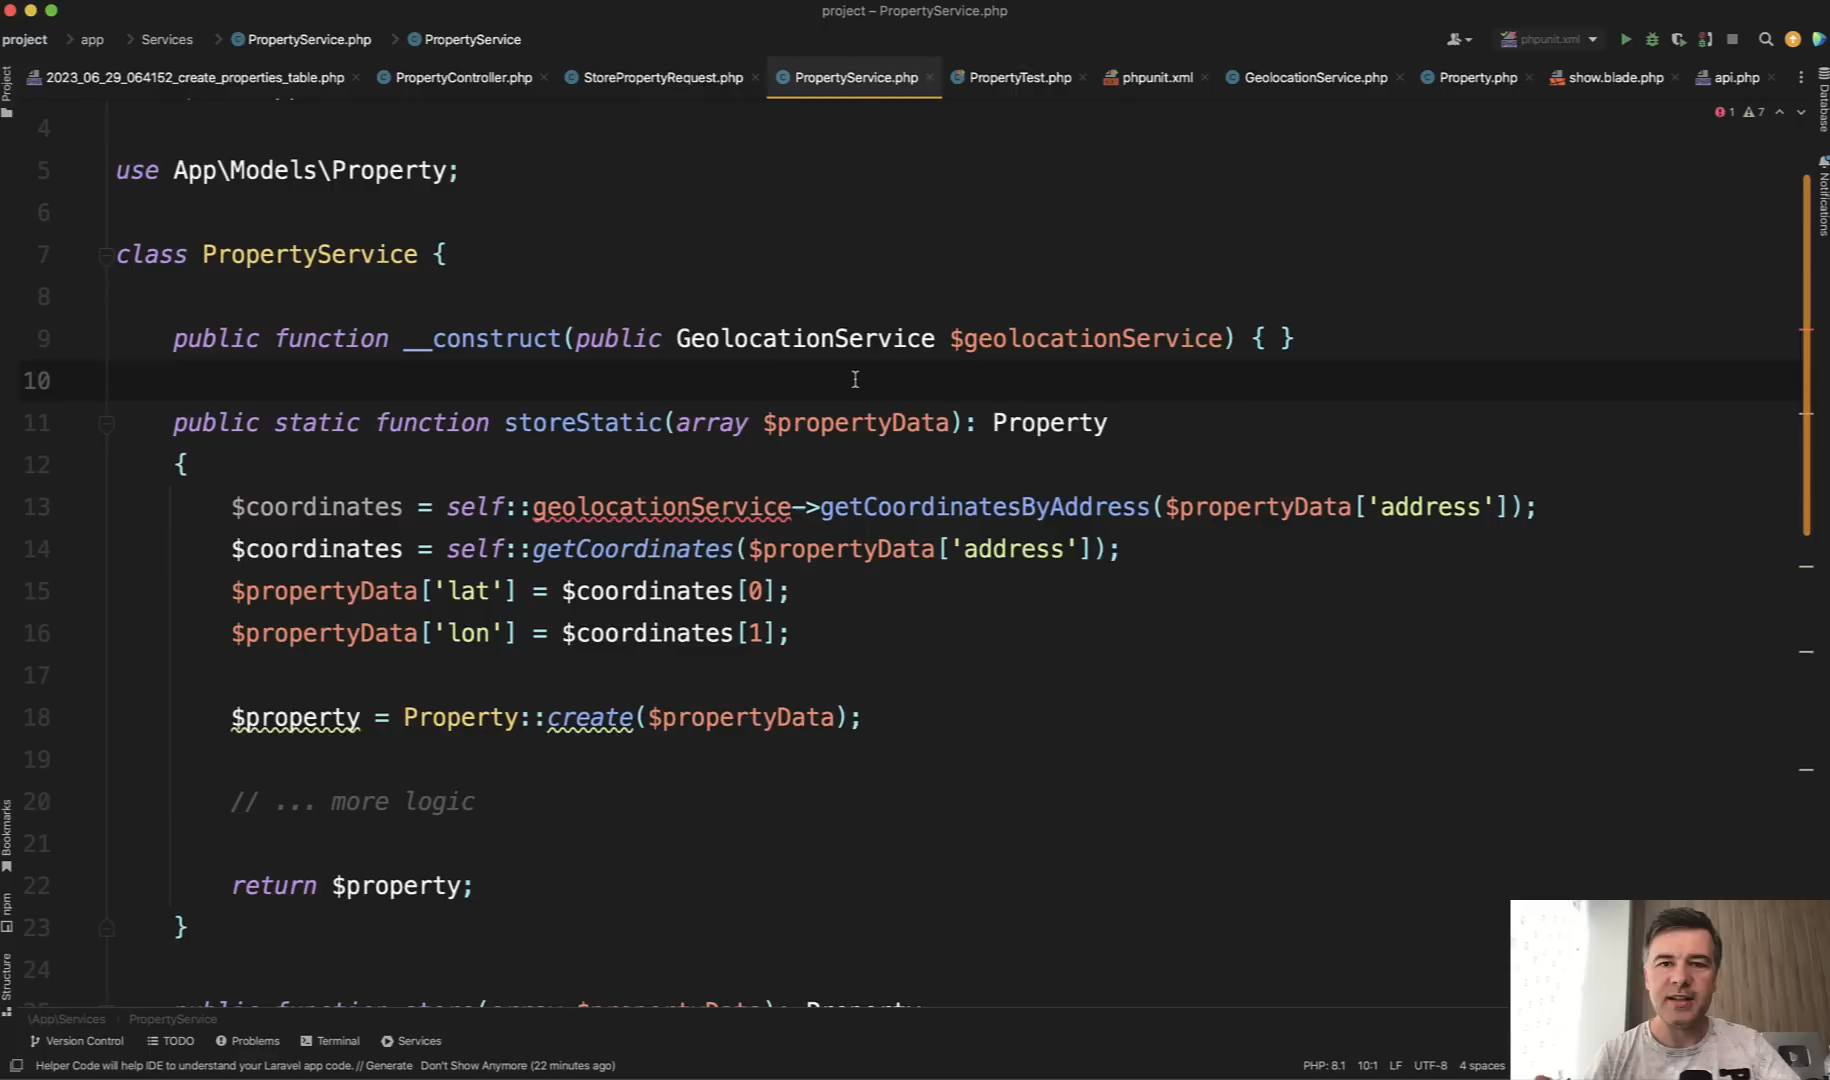 project – PropertyService.php
project > app > Services > PropertyService.php > PropertyService
phpunit.xml
2023_06_29_064152_create_properties_table.php PropertyController.php StorePropertyRequest.php PropertyService.php PropertyTest.php phpunit.xml GeolocationService.php Property.php show.blade.php api.php
Project
Database
Notifications
1 7
4
5 use App\Models\Property;
6
7 class PropertyService {
8
9 public function __construct(public GeolocationService $geolocationService) { }
10
11 public static function storeStatic(array $propertyData): Property
12 {
13 $coordinates = self::geolocationService->getCoordinatesByAddress($propertyData['address']);
14 $coordinates = self::getCoordinates($propertyData['address']);
15 $propertyData['lat'] = $coordinates[0];
16 $propertyData['lon'] = $coordinates[1];
17
18 $property = Property::create($propertyData);
19
20 // ... more logic
21
22 return $property;
23 }
24
Bookmarks
npm
Structure
\App\Services > PropertyService
Version Control TODO Problems Terminal Services
Helper Code will help IDE to understand your Laravel app code. // Generate Don't Show Anymore (22 minutes ago) PHP: 8.1 10:1 LF UTF-8 4 spaces